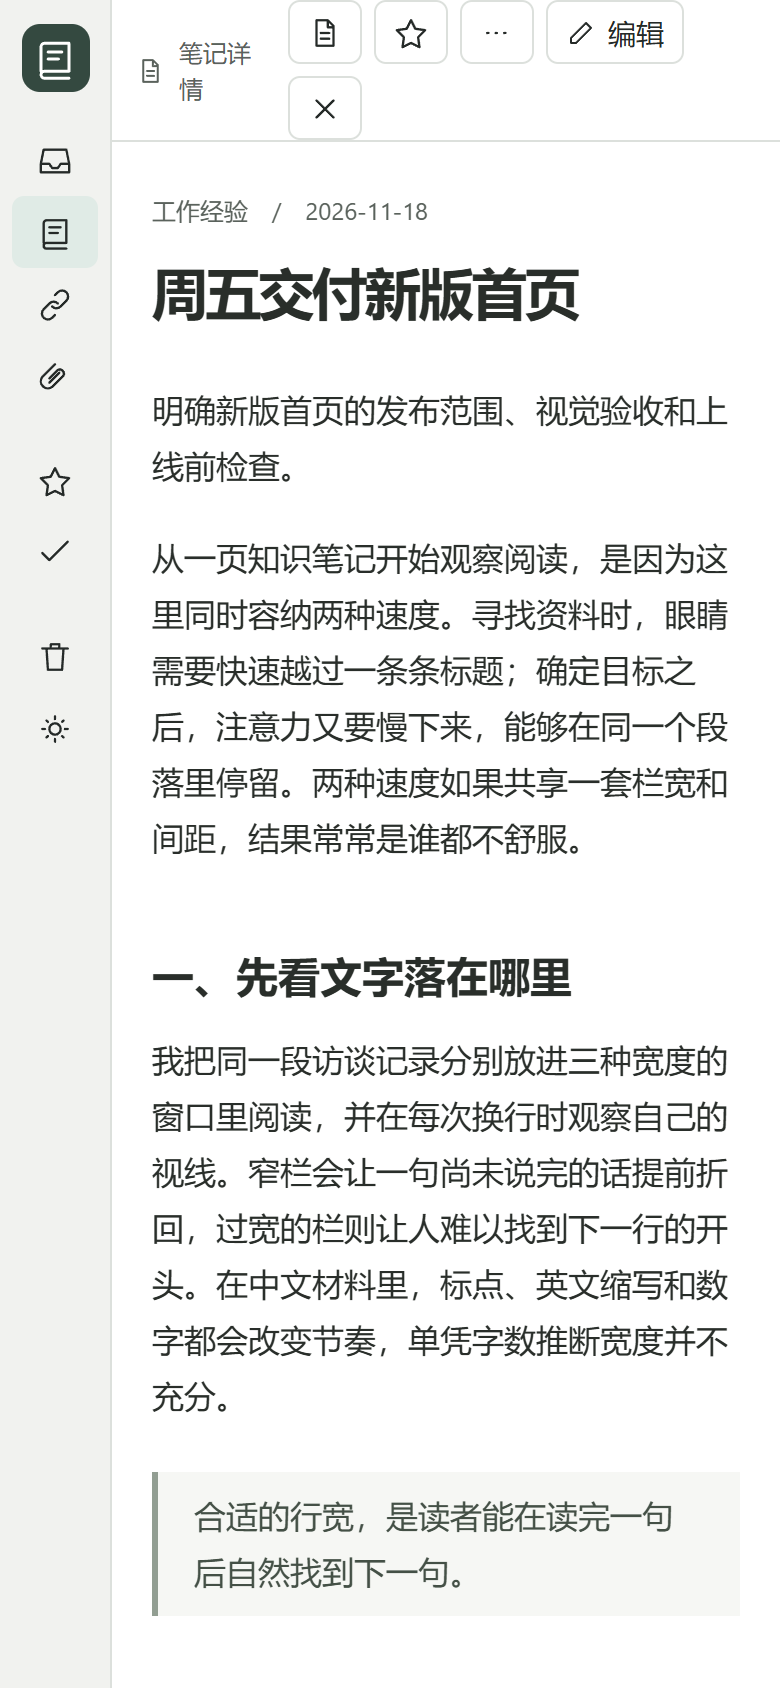 笔记详
情
编辑
工作经验 / 2026-11-18
周五交付新版首页
明确新版首页的发布范围、视觉验收和上
线前检查。
从一页知识笔记开始观察阅读，是因为这
里同时容纳两种速度。寻找资料时，眼睛
需要快速越过一条条标题；确定目标之
后，注意力又要慢下来，能够在同一个段
落里停留。两种速度如果共享一套栏宽和
间距，结果常常是谁都不舒服。
一、先看文字落在哪里
我把同一段访谈记录分别放进三种宽度的
窗口里阅读，并在每次换行时观察自己的
视线。窄栏会让一句尚未说完的话提前折
回，过宽的栏则让人难以找到下一行的开
头。在中文材料里，标点、英文缩写和数
字都会改变节奏，单凭字数推断宽度并不
充分。
合适的行宽，是读者能在读完一句
后自然找到下一句。